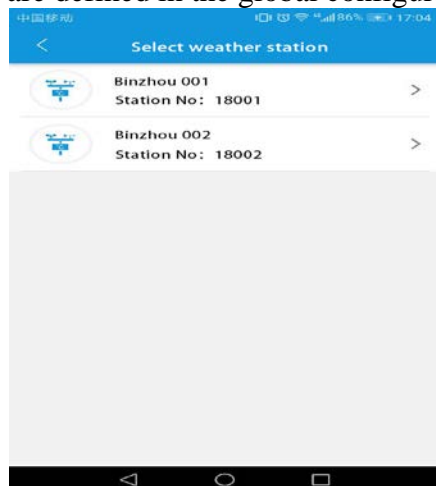 are defined in the global configur
中国移动 86% 17:04
Select weather station
Binzhou 001
Station No： 18001
Binzhou 002
Station No： 18002